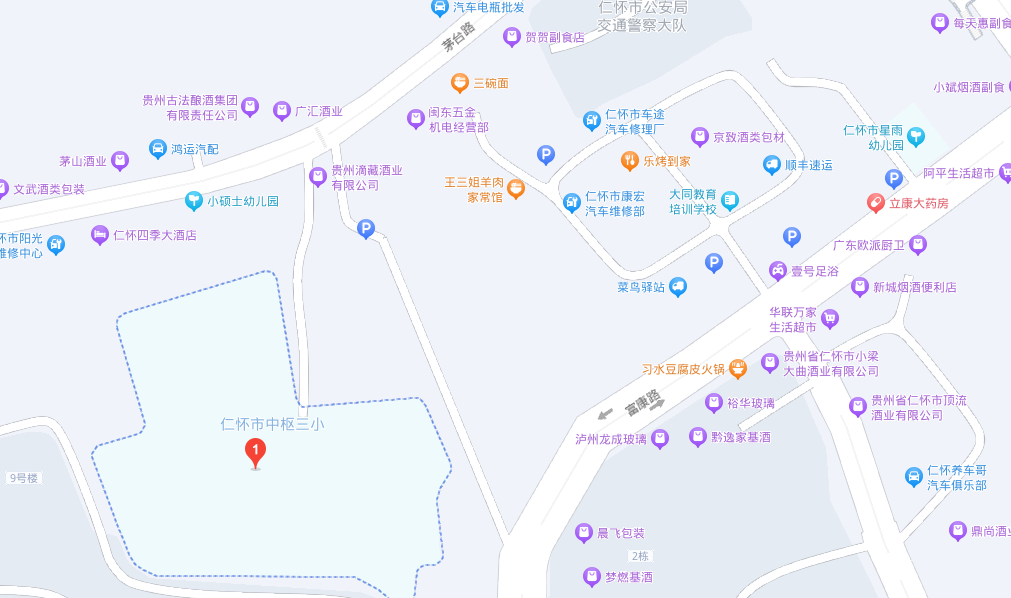 汽车电瓶批发
仁怀市公安局
交通警察大队
每天惠副食
茅台路
贺贺副食店
三碗面
小斌烟酒副食
贵州古法酿酒集团
有限责任公司
广汇酒业
闽东五金
机电经营部
仁怀市车途
汽车修理厂
京致酒类包材
仁怀市星雨
幼儿园
鸿运汽配
茅山酒业
乐烤到家
顺丰速运
贵州滴藏酒业
有限公司
王三姐羊肉
家常馆
阿平生活超市
文武酒类包装
小硕士幼儿园
仁怀市康宏
汽车维修部
大同教育
培训学校
立康大药房
怀市阳光
维修中心
仁怀四季大酒店
广东欧派厨卫
壹号足浴
菜鸟驿站
新城烟酒便利店
华联万家
生活超市
习水豆腐皮火锅
贵州省仁怀市小梁
大曲酒业有限公司
富康路
裕华玻璃
贵州省仁怀市顶流
酒业有限公司
仁怀市中枢三小
1
泸州龙成玻璃
黔逸家基酒
9号楼
仁怀养车哥
汽车俱乐部
晨飞包装
鼎尚酒业
2栋
梦燃基酒
P
P
P
P
P